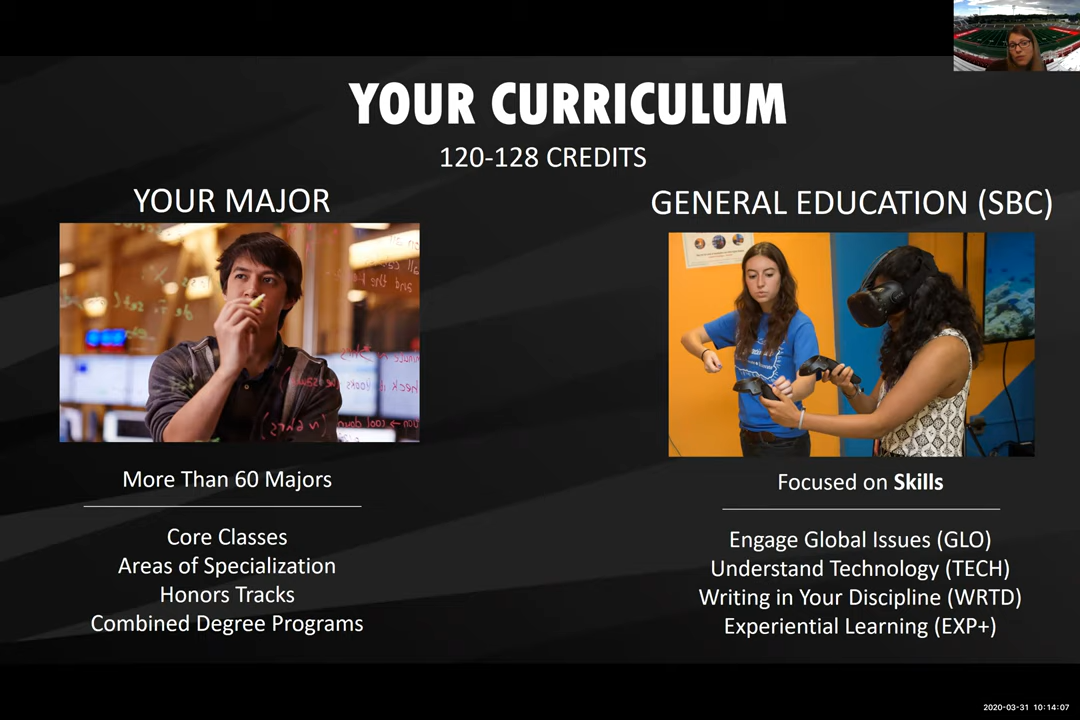 YOUR CURRICULUM
120-128 CREDITS
YOUR MAJOR
More Than 60 Majors
Core Classes
Areas of Specialization
Honors Tracks
Combined Degree Programs
GENERAL EDUCATION (SBC)
Focused on Skills
Engage Global Issues (GLO)
Understand Technology (TECH)
Writing in Your Discipline (WRTD)
Experiential Learning (EXP+)
2020-03-31 10:14:07